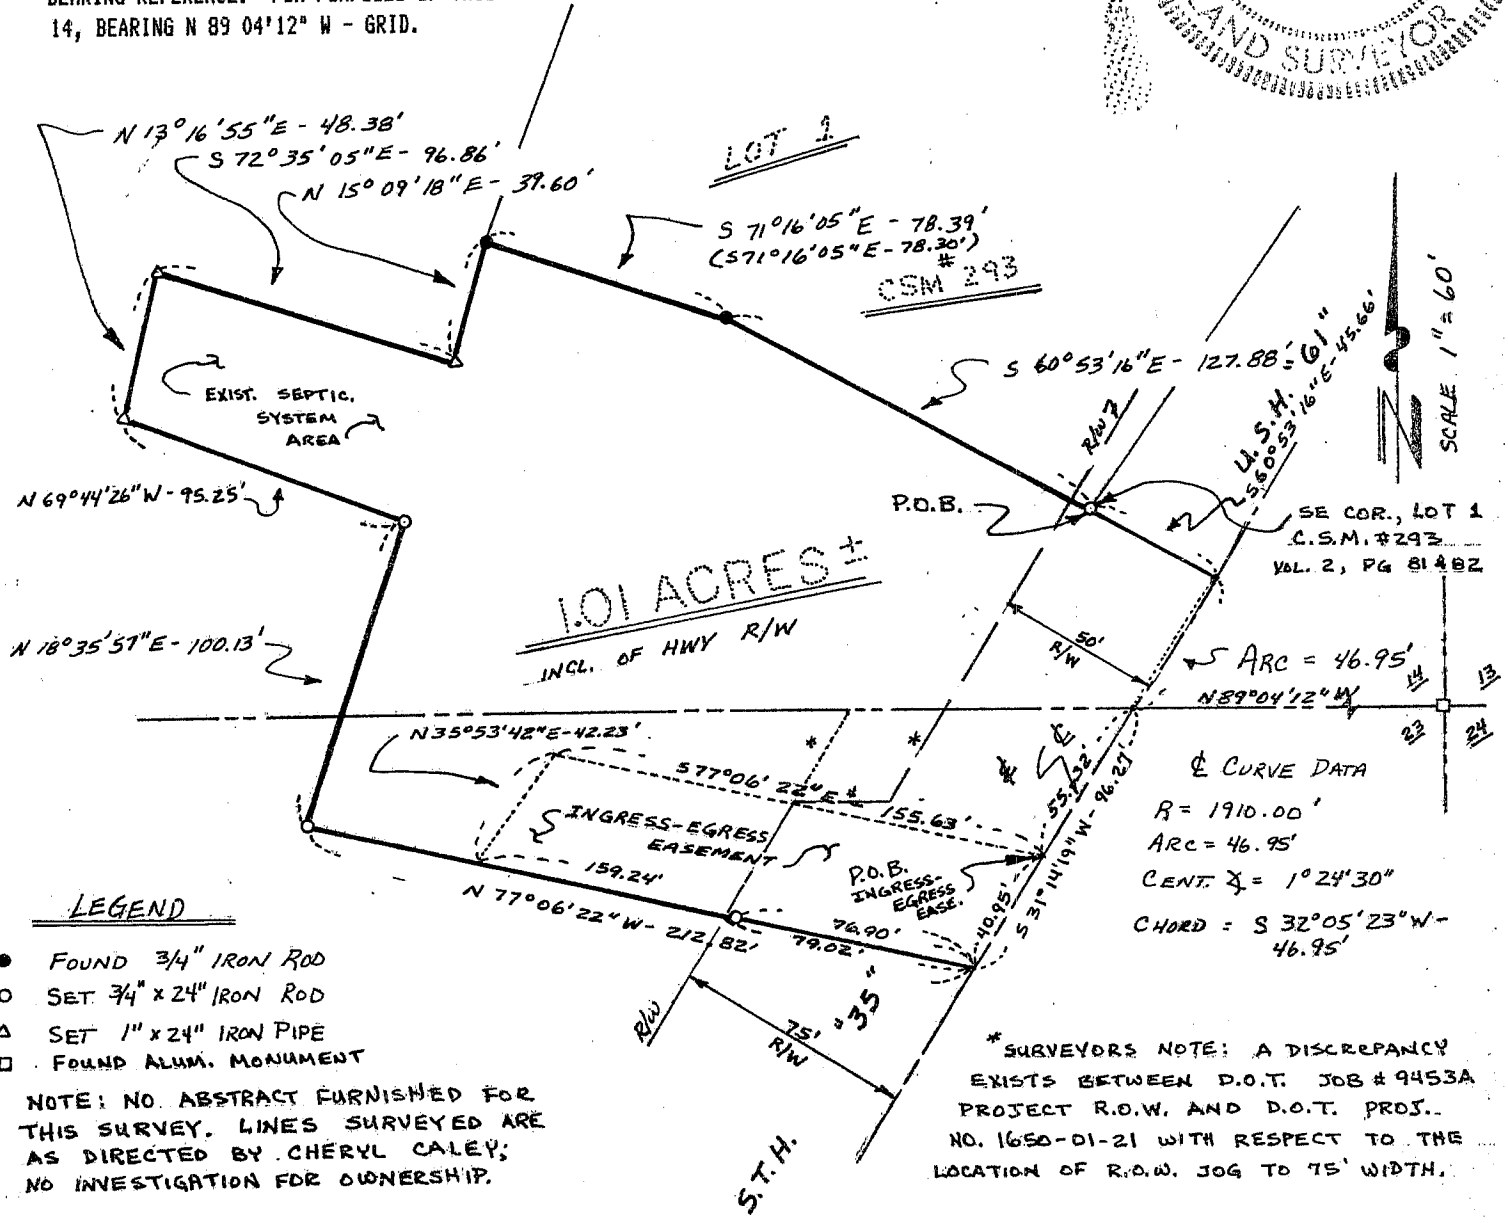 14, BEARING N 89 04'12" W - GRID.
LAND SURVEYOR
N 13°16'55"E - 48.38'
S 72°35'05"E - 96.86'
N 15°09'18"E - 39.60'
LOT 1
S 71°16'05"E - 78.39'
(S71°16'05"E - 78.30')
CSM # 293
S 60°53'16"E - 127.88'
U.S.H. "61"
S60°53'16"E - 45.66'
N
SCALE 1" = 60'
EXIST. SEPTIC.
SYSTEM
AREA
R/W
P.O.B.
SE COR., LOT 1
C.S.M. #293
VOL. 2, PG 81 & 82
N 69°44'26"W - 95.25'
1.01 ACRES ±
INCL. OF HWY R/W
50'
R/W
ARC = 46.95'
N 18°35'57"E - 100.13'
N89°04'12"W
14
13
23
24
N35°53'42"E - 42.23'
*
*
S77°06'22"E *
155.63'
INGRESS-EGRESS
EASEMENT
55.32'
S 31°14'19"W - 96.27'
40.95'
℄
℄ CURVE DATA
R = 1910.00'
ARC = 46.95'
CENT. ∡ = 1°24'30"
CHORD = S 32°05'23"W -
46.95'
P.O.B.
INGRESS-
EGRESS
EASE.
159.24'
N 77°06'22"W - 212.82'
76.90'
79.02'
LEGEND
● FOUND 3/4" IRON ROD
○ SET 3/4" x 24" IRON ROD
△ SET 1" x 24" IRON PIPE
□ FOUND ALUM. MONUMENT
R/W
75'
R/W
S.T.H. "35"
NOTE: NO ABSTRACT FURNISHED FOR
THIS SURVEY. LINES SURVEYED ARE
AS DIRECTED BY CHERYL CALEY;
NO INVESTIGATION FOR OWNERSHIP.
*SURVEYORS NOTE: A DISCREPANCY
EXISTS BETWEEN D.O.T. JOB # 9453A
PROJECT R.O.W. AND D.O.T. PROJ.
NO. 1650-01-21 WITH RESPECT TO THE
LOCATION OF R.O.W. JOG TO 75' WIDTH.